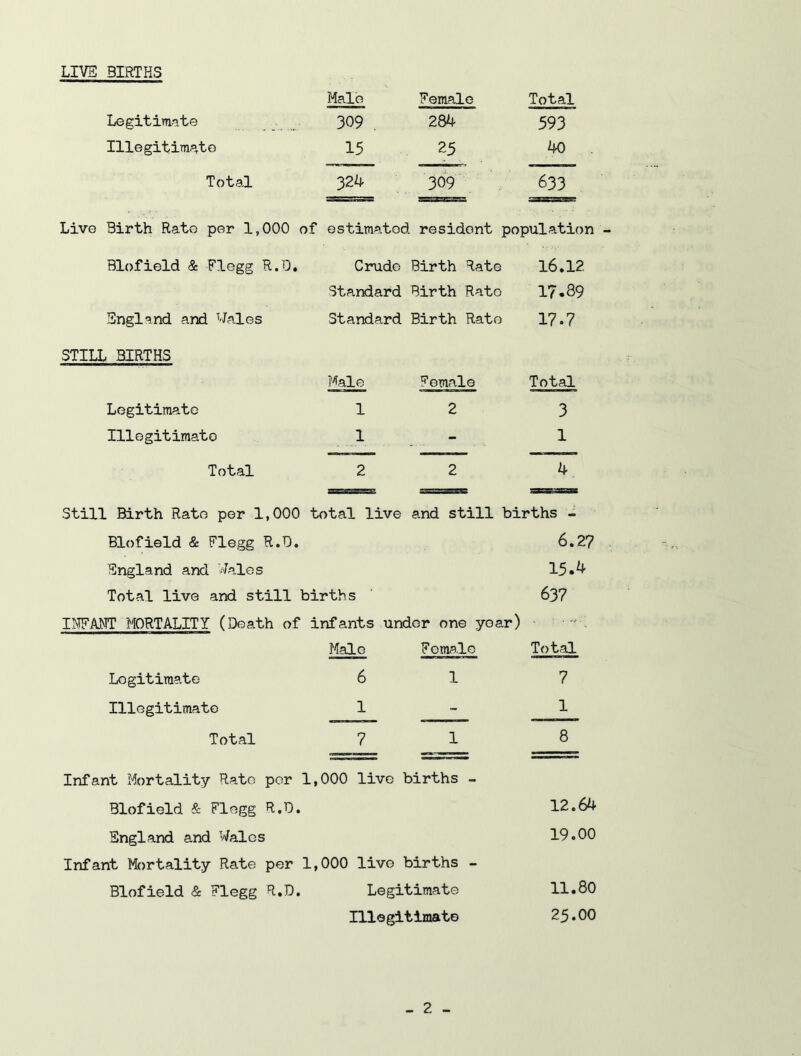 LIVE BIRTHS
Male Female Total
Legitimate 309 284 593
Illegitimate 15 25 40
Total 324 309 633
Live Birth Rate per 1,000 of estimated resident population -
Blofield & Flegg R.D. Crude Birth Rate 16.12
Standard Birth Rate 17.89
England and Wales Standard Birth Rate 17.7
STILL BIRTHS
Male Female Total
Legitimate 1 2 3
Illegitimate 1 - 1
Total 2 2 4
Still Birth Rate per 1,000 total live and still births -
Blofield & Flegg R.D. 6.27
England and Wales 15.4
Total live and still births 637
INFANT MORTALITY (Death of infants under one year)
Male Female Total
Legitimate 6 1 7
Illegitimate 1 - 1
Total 7 1 8
Infant Mortality Rate per 1,000 live births -
Blofield & Flegg R.D. 12.64
England and Wales 19.00
Infant Mortality Rate per 1,000 live births -
Blofield & Flegg R.D. Legitimate 11.80
Illegitimate 25.00
- 2 -